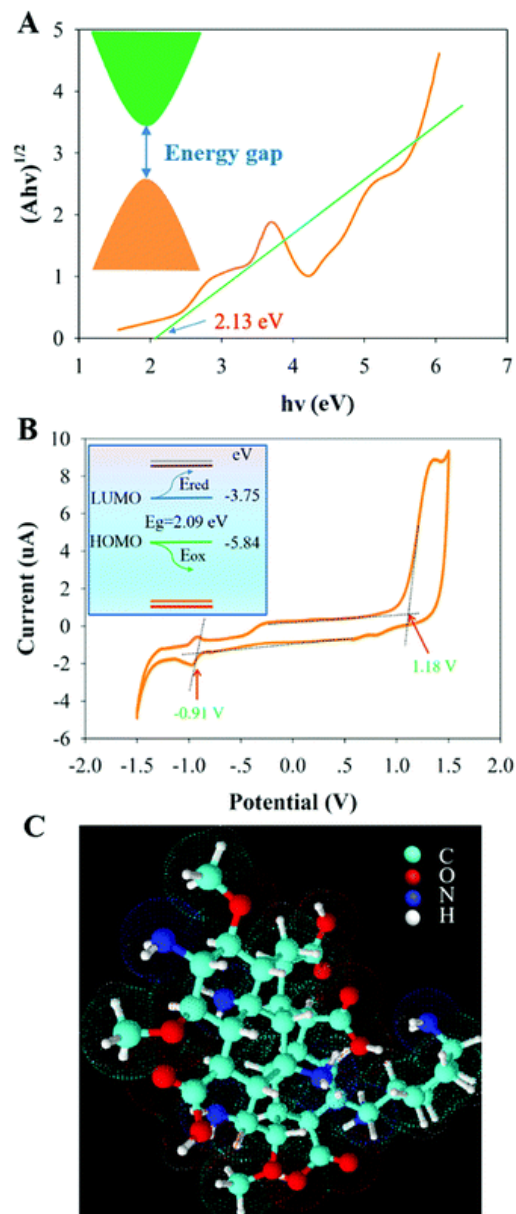 A
5
4
3
2
1
0
(Ahv)1/2
Energy gap
2.13 eV
1 2 3 4 5 6 7
hv (eV)
B
10
8
6
4
2
0
-2
-4
-6
Current (uA)
eV
Ered
LUMO -3.75
Eg=2.09 eV
HOMO -5.84
Eox
1.18 V
-0.91 V
-2.0 -1.5 -1.0 -0.5 0.0 0.5 1.0 1.5 2.0
Potential (V)
C
C
O
N
H